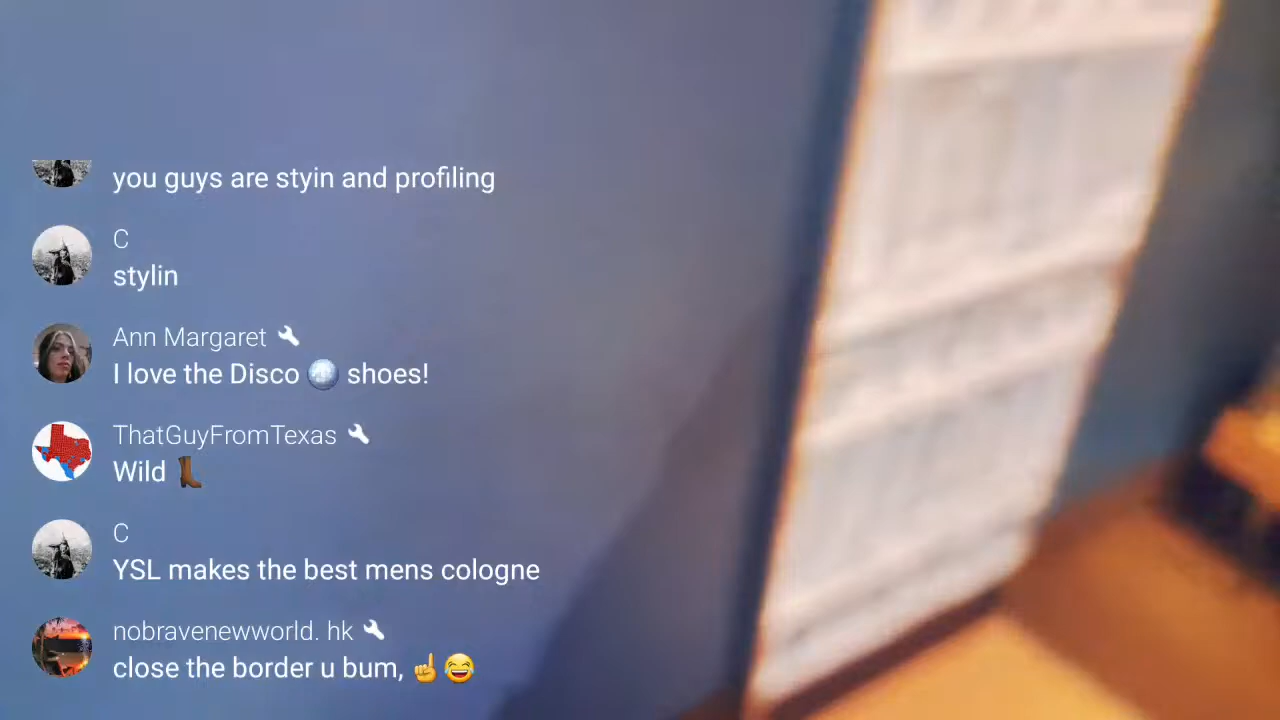 you guys are styin and profiling
C
stylin
Ann Margaret
I love the Disco 🪩 shoes!
ThatGuyFromTexas
Wild 👢
C
YSL makes the best mens cologne
nobravenewworld. hk
close the border u bum, ☝️😂